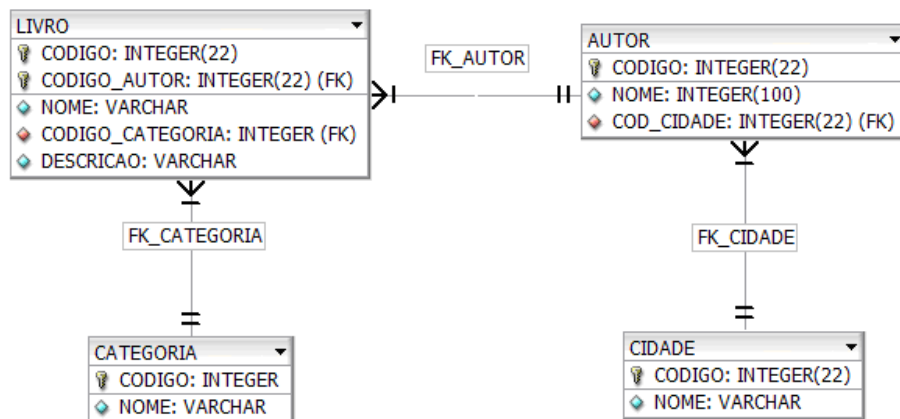 LIVRO
CODIGO: INTEGER(22)
CODIGO_AUTOR: INTEGER(22) (FK)
NOME: VARCHAR
CODIGO_CATEGORIA: INTEGER (FK)
DESCRICAO: VARCHAR
FK_AUTOR
AUTOR
CODIGO: INTEGER(22)
NOME: INTEGER(100)
COD_CIDADE: INTEGER(22) (FK)
FK_CATEGORIA
FK_CIDADE
CATEGORIA
CODIGO: INTEGER
NOME: VARCHAR
CIDADE
CODIGO: INTEGER(22)
NOME: VARCHAR